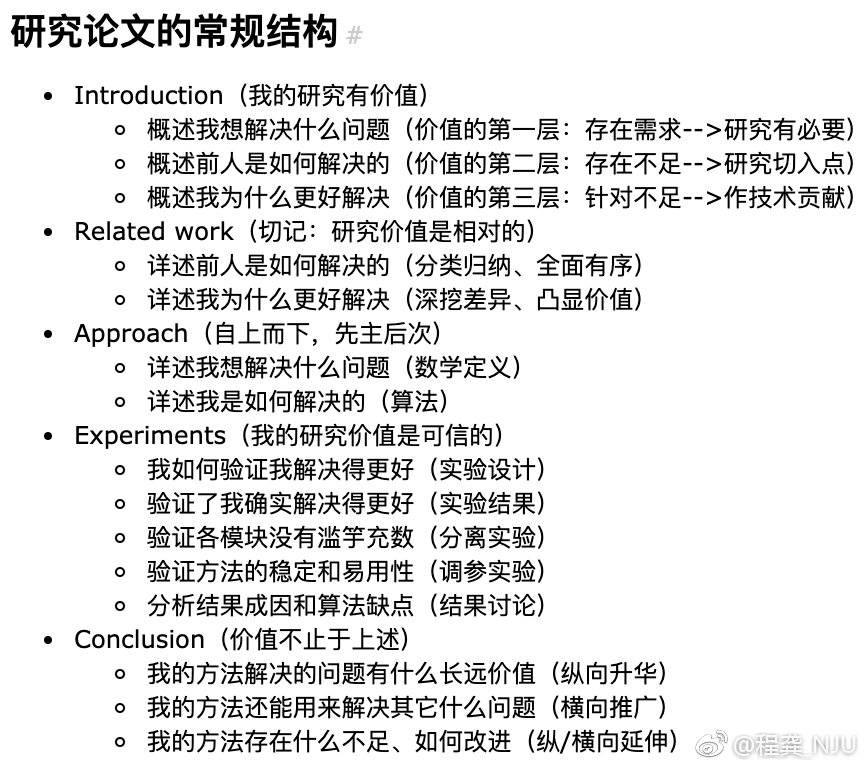 研究论文的常规结构 #
• Introduction（我的研究有价值）
○ 概述我想解决什么问题（价值的第一层：存在需求-->研究有必要）
○ 概述前人是如何解决的（价值的第二层：存在不足-->研究切入点）
○ 概述我为什么更好解决（价值的第三层：针对不足-->作技术贡献）
• Related work（切记：研究价值是相对的）
○ 详述前人是如何解决的（分类归纳、全面有序）
○ 详述我为什么更好解决（深挖差异、凸显价值）
• Approach（自上而下，先主后次）
○ 详述我想解决什么问题（数学定义）
○ 详述我是如何解决的（算法）
• Experiments（我的研究价值是可信的）
○ 我如何验证我解决得更好（实验设计）
○ 验证了我确实解决得更好（实验结果）
○ 验证各模块没有滥竽充数（分离实验）
○ 验证方法的稳定和易用性（调参实验）
○ 分析结果成因和算法缺点（结果讨论）
• Conclusion（价值不止于上述）
○ 我的方法解决的问题有什么长远价值（纵向升华）
○ 我的方法还能用来解决其它什么问题（横向推广）
○ 我的方法存在什么不足、如何改进（纵/横向延伸）
@程龚_NJU